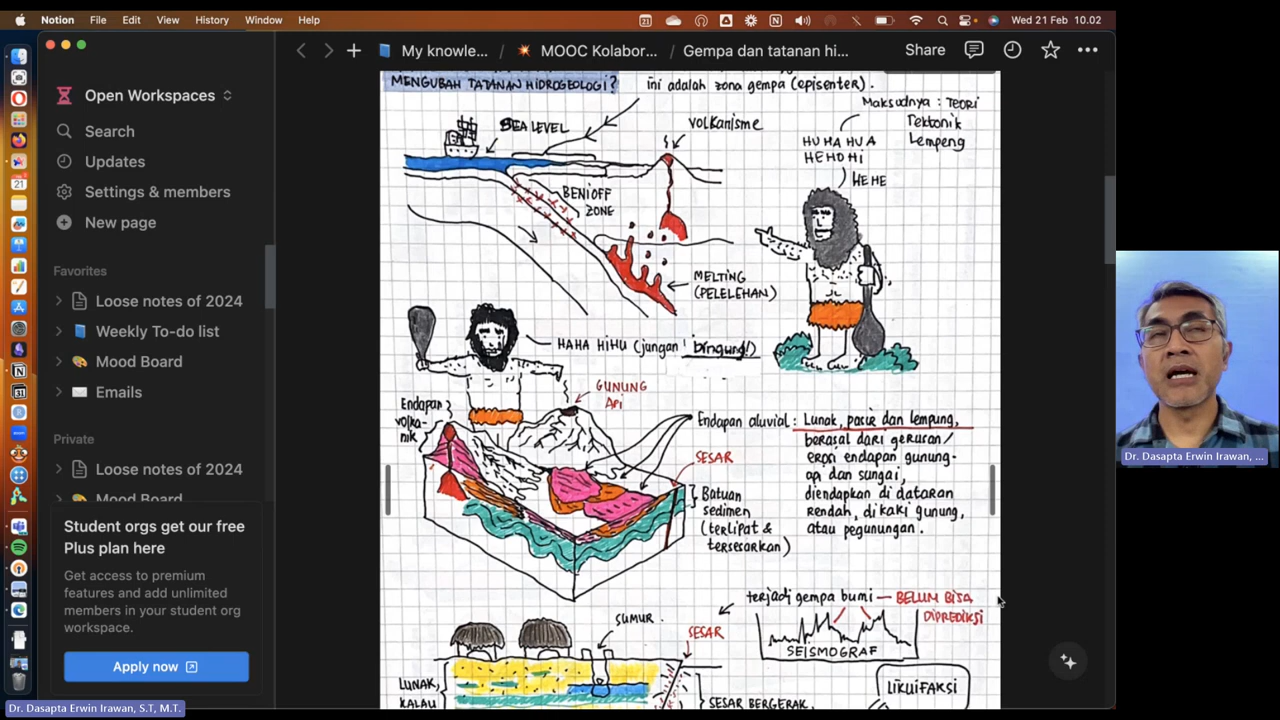 Notion File Edit View History Window Help
Wed 21 Feb 10.02
My knowle... / MOOC Kolabor... / Gempa dan tatanan hi...
Share
Open Workspaces
Search
Updates
Settings & members
New page
Favorites
Loose notes of 2024
Weekly To-do list
Mood Board
Emails
Private
Loose notes of 2024
Mood Board
Student orgs get our free
Plus plan here
Get access to premium
features and add unlimited
members in your student org
workspace.
Apply now
MENGUBAH TATANAN HIDROGEOLOGI?
ini adalah zona gempa (episenter).
Maksudnya : TEORI
Tektonik
Lempeng
SEA LEVEL
VOLKANISME
HU HA HU A
HE HO HI
HE HE
BENIOFF
ZONE
MELTING
(PELELEHAN)
HAHA HIHU (jungan' bingung!)
GUNUNG
Api
Endapan
volka-
nik
Endapan aluvial : Lunak, pasir dan lempung,
berasal dari gerusan/
erosi endapan gunung-
api dan sungai,
diendapkan di dataran
rendah, di kaki gunung,
atau pegunungan.
SESAR
Batuan
sedimen
(terlipat &
tersesarkan)
terjadi gempa bumi — BELUM BISA
DIPREDIKSI
SUMUR
SESAR
SEISMOGRAF
LIKUIFAKSI
LUNAK,
KALAU
SESAR BERGERAK
Dr. Dasapta Erwin Irawan, ...
Dr. Dasapta Erwin Irawan, S.T, M.T.